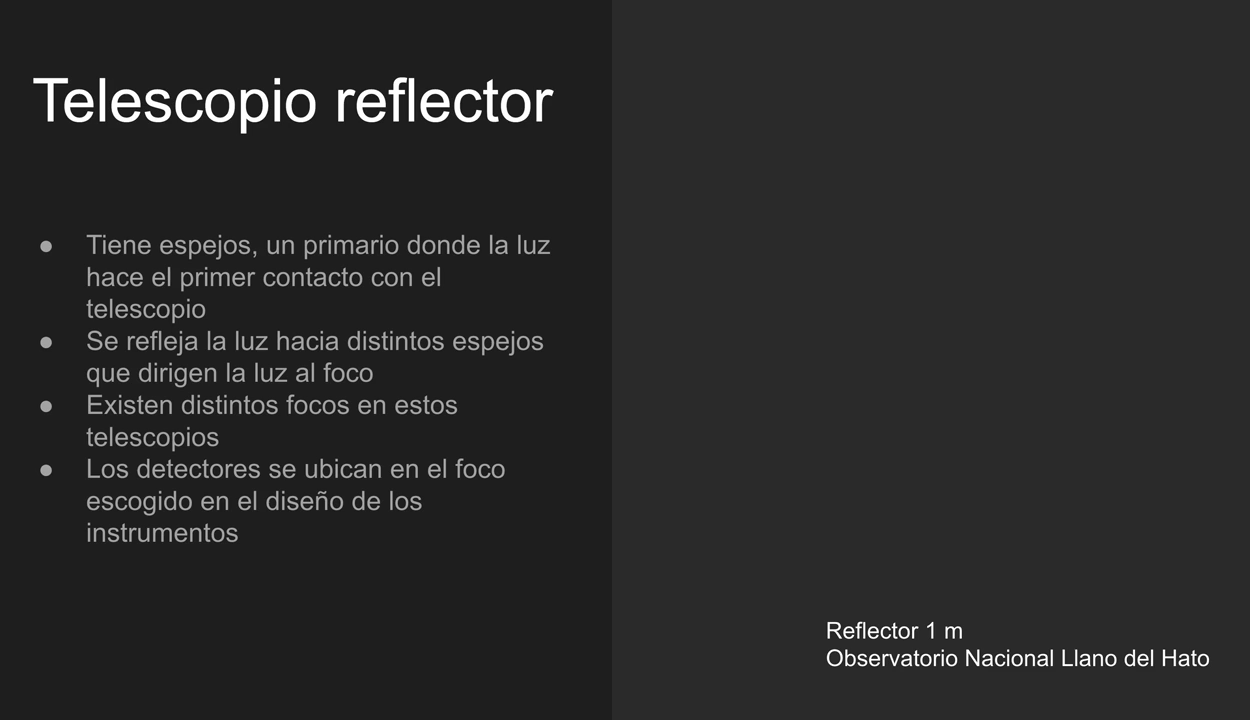 Telescopio reflector
● Tiene espejos, un primario donde la luz
hace el primer contacto con el
telescopio
● Se refleja la luz hacia distintos espejos
que dirigen la luz al foco
● Existen distintos focos en estos
telescopios
● Los detectores se ubican en el foco
escogido en el diseño de los
instrumentos
Reflector 1 m
Observatorio Nacional Llano del Hato